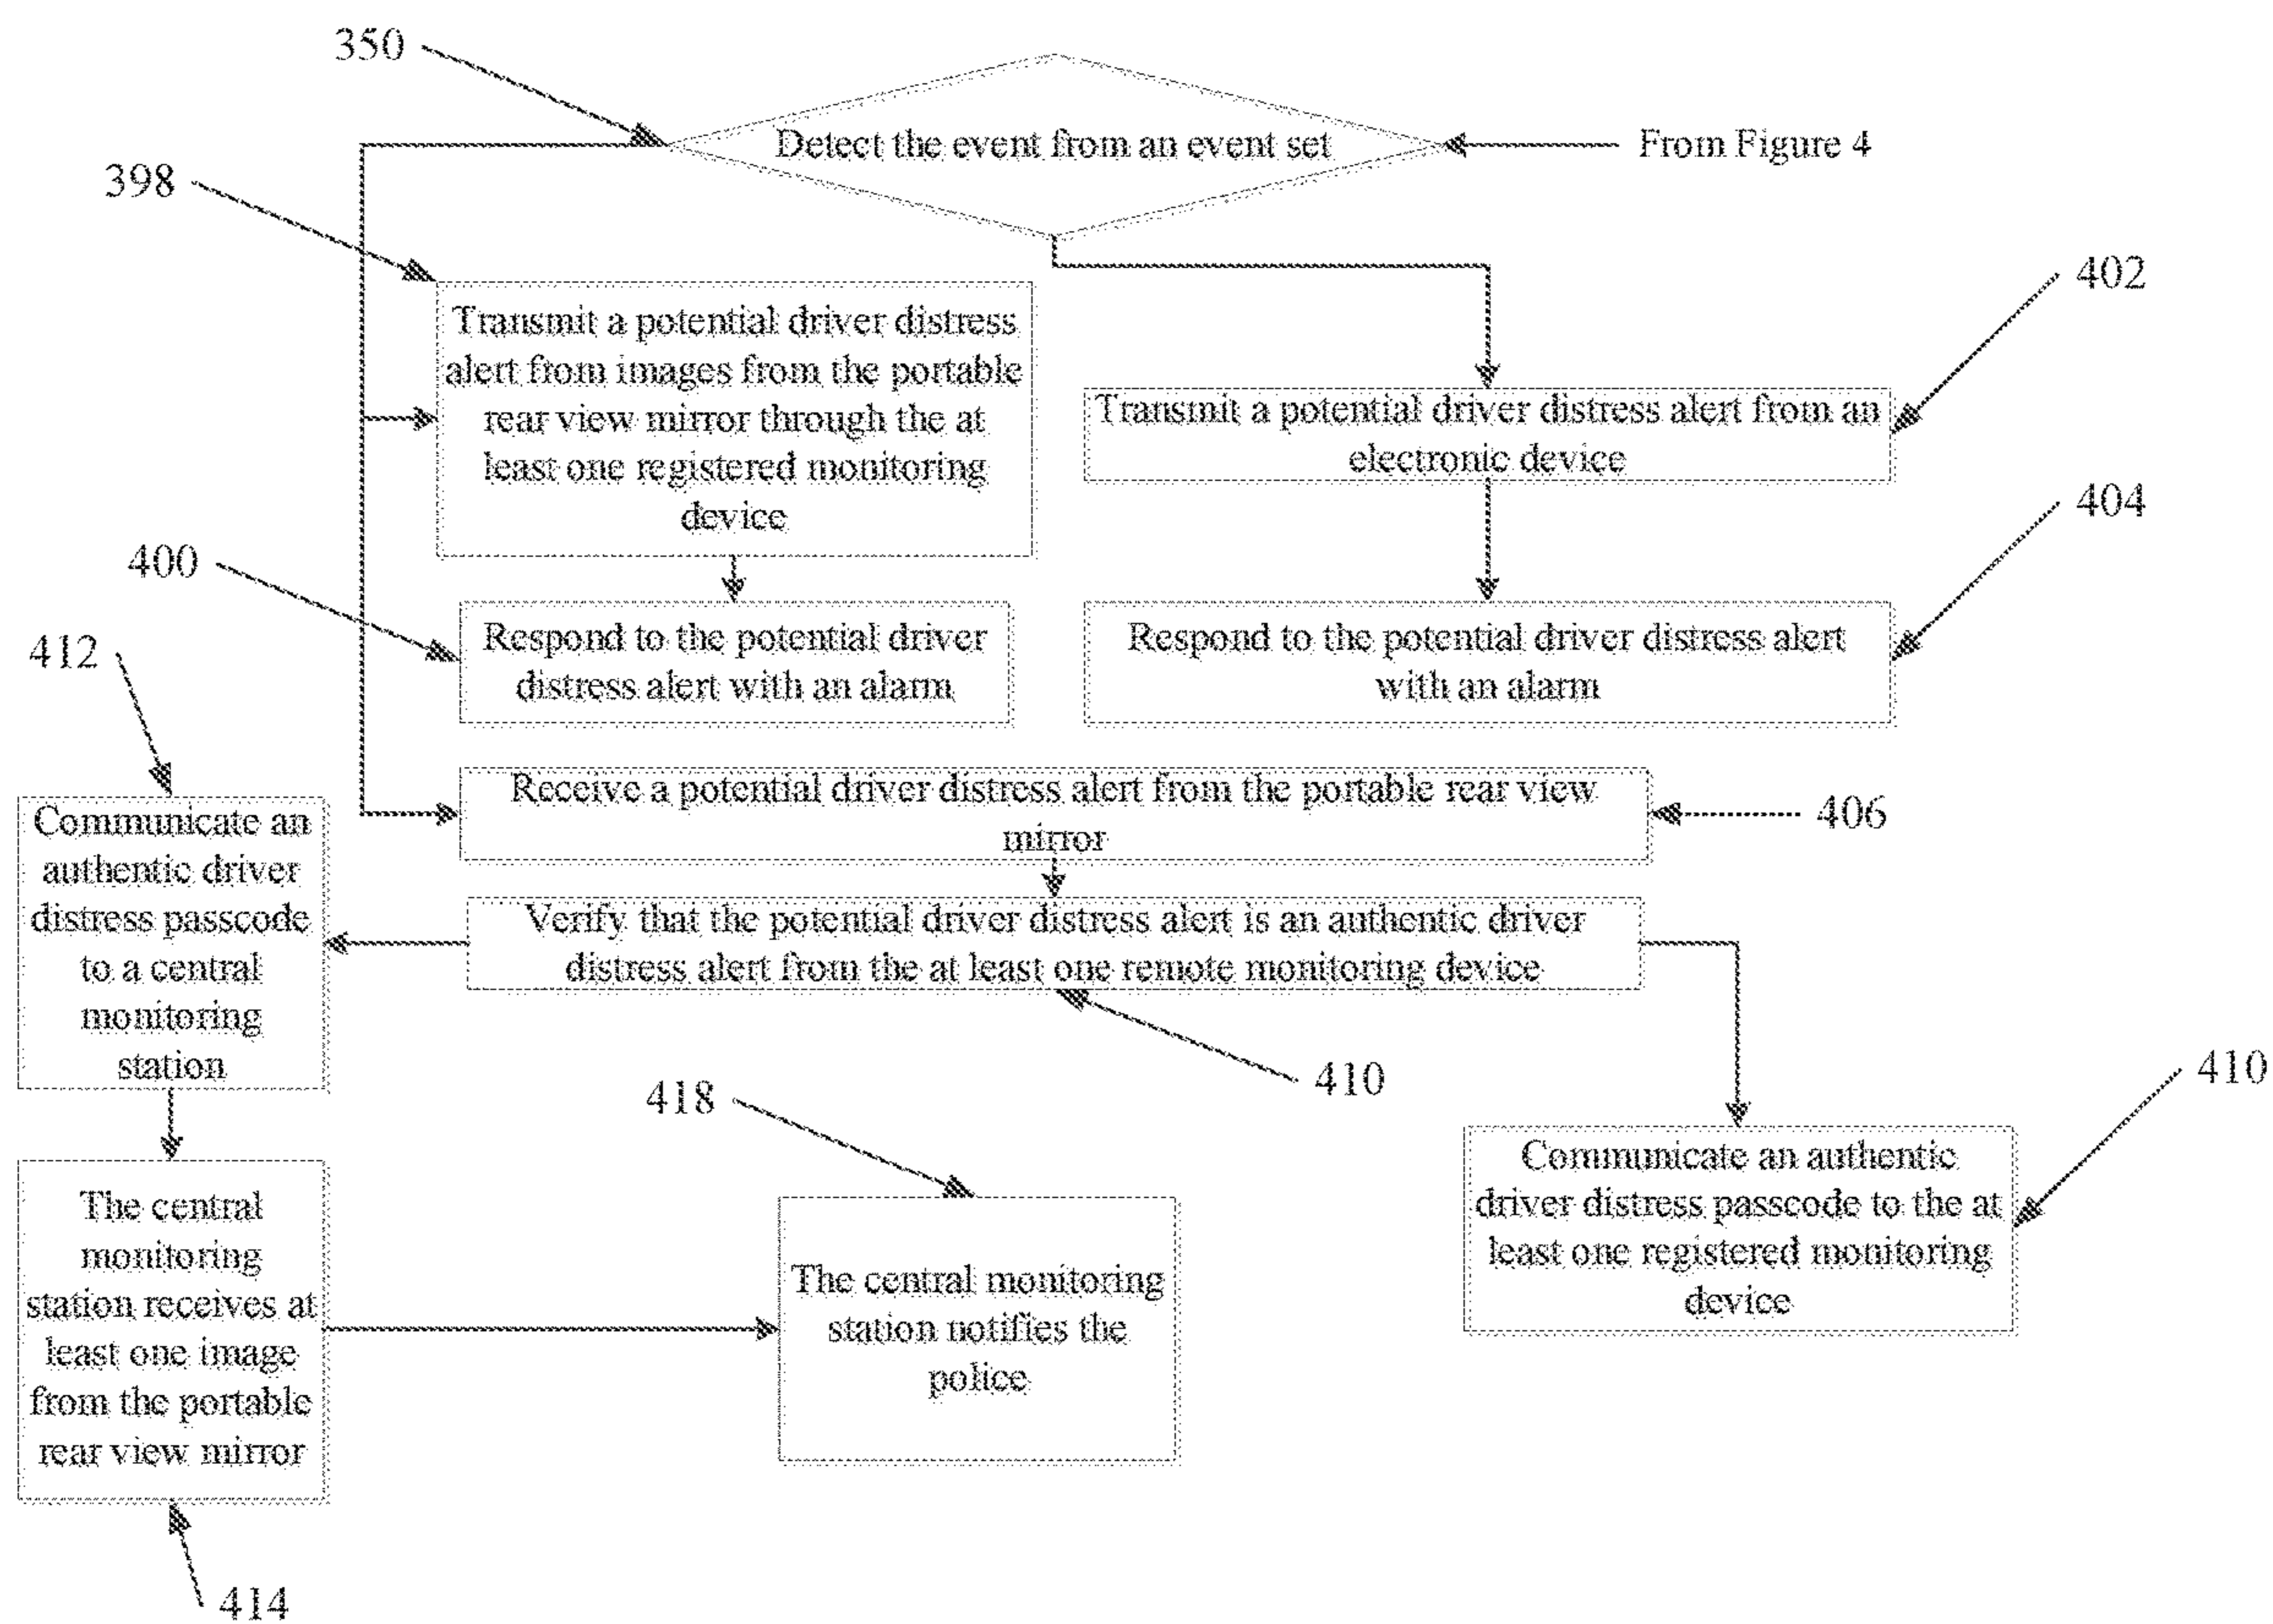 350
Detect the event from an event set
From Figure 4
398
Transmit a potential driver distress
alert from images from the portable
rear view mirror through the at
least one registered monitoring
device
402
Transmit a potential driver distress alert from an
electronic device
400
Respond to the potential driver
distress alert with an alarm
404
Respond to the potential driver distress alert
with an alarm
412
Communicate an
authentic driver
distress passcode
to a central
monitoring
station
Receive a potential driver distress alert from the portable rear view
mirror
406
Verify that the potential driver distress alert is an authentic driver
distress alert from the at least one remote monitoring device
410
418
410
Communicate an authentic
driver distress passcode to the at
least one registered monitoring
device
The central
monitoring
station receives at
least one image
from the portable
rear view mirror
The central monitoring
station notifies the
police
414